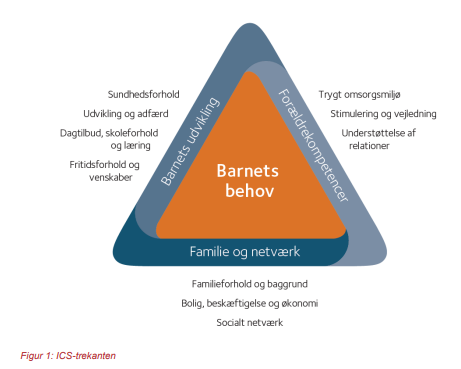 Sundhedsforhold
Udvikling og adfærd
Dagtilbud, skoleforhold
og læring
Fritidsforhold og
venskaber
Barnets udvikling
Barnets
behov
Forældrekompetencer
Trygt omsorgsmiljø
Stimulering og vejledning
Understøttelse af
relationer
Familie og netværk
Familieforhold og baggrund
Bolig, beskæftigelse og økonomi
Socialt netværk
Figur 1: ICS-trekanten